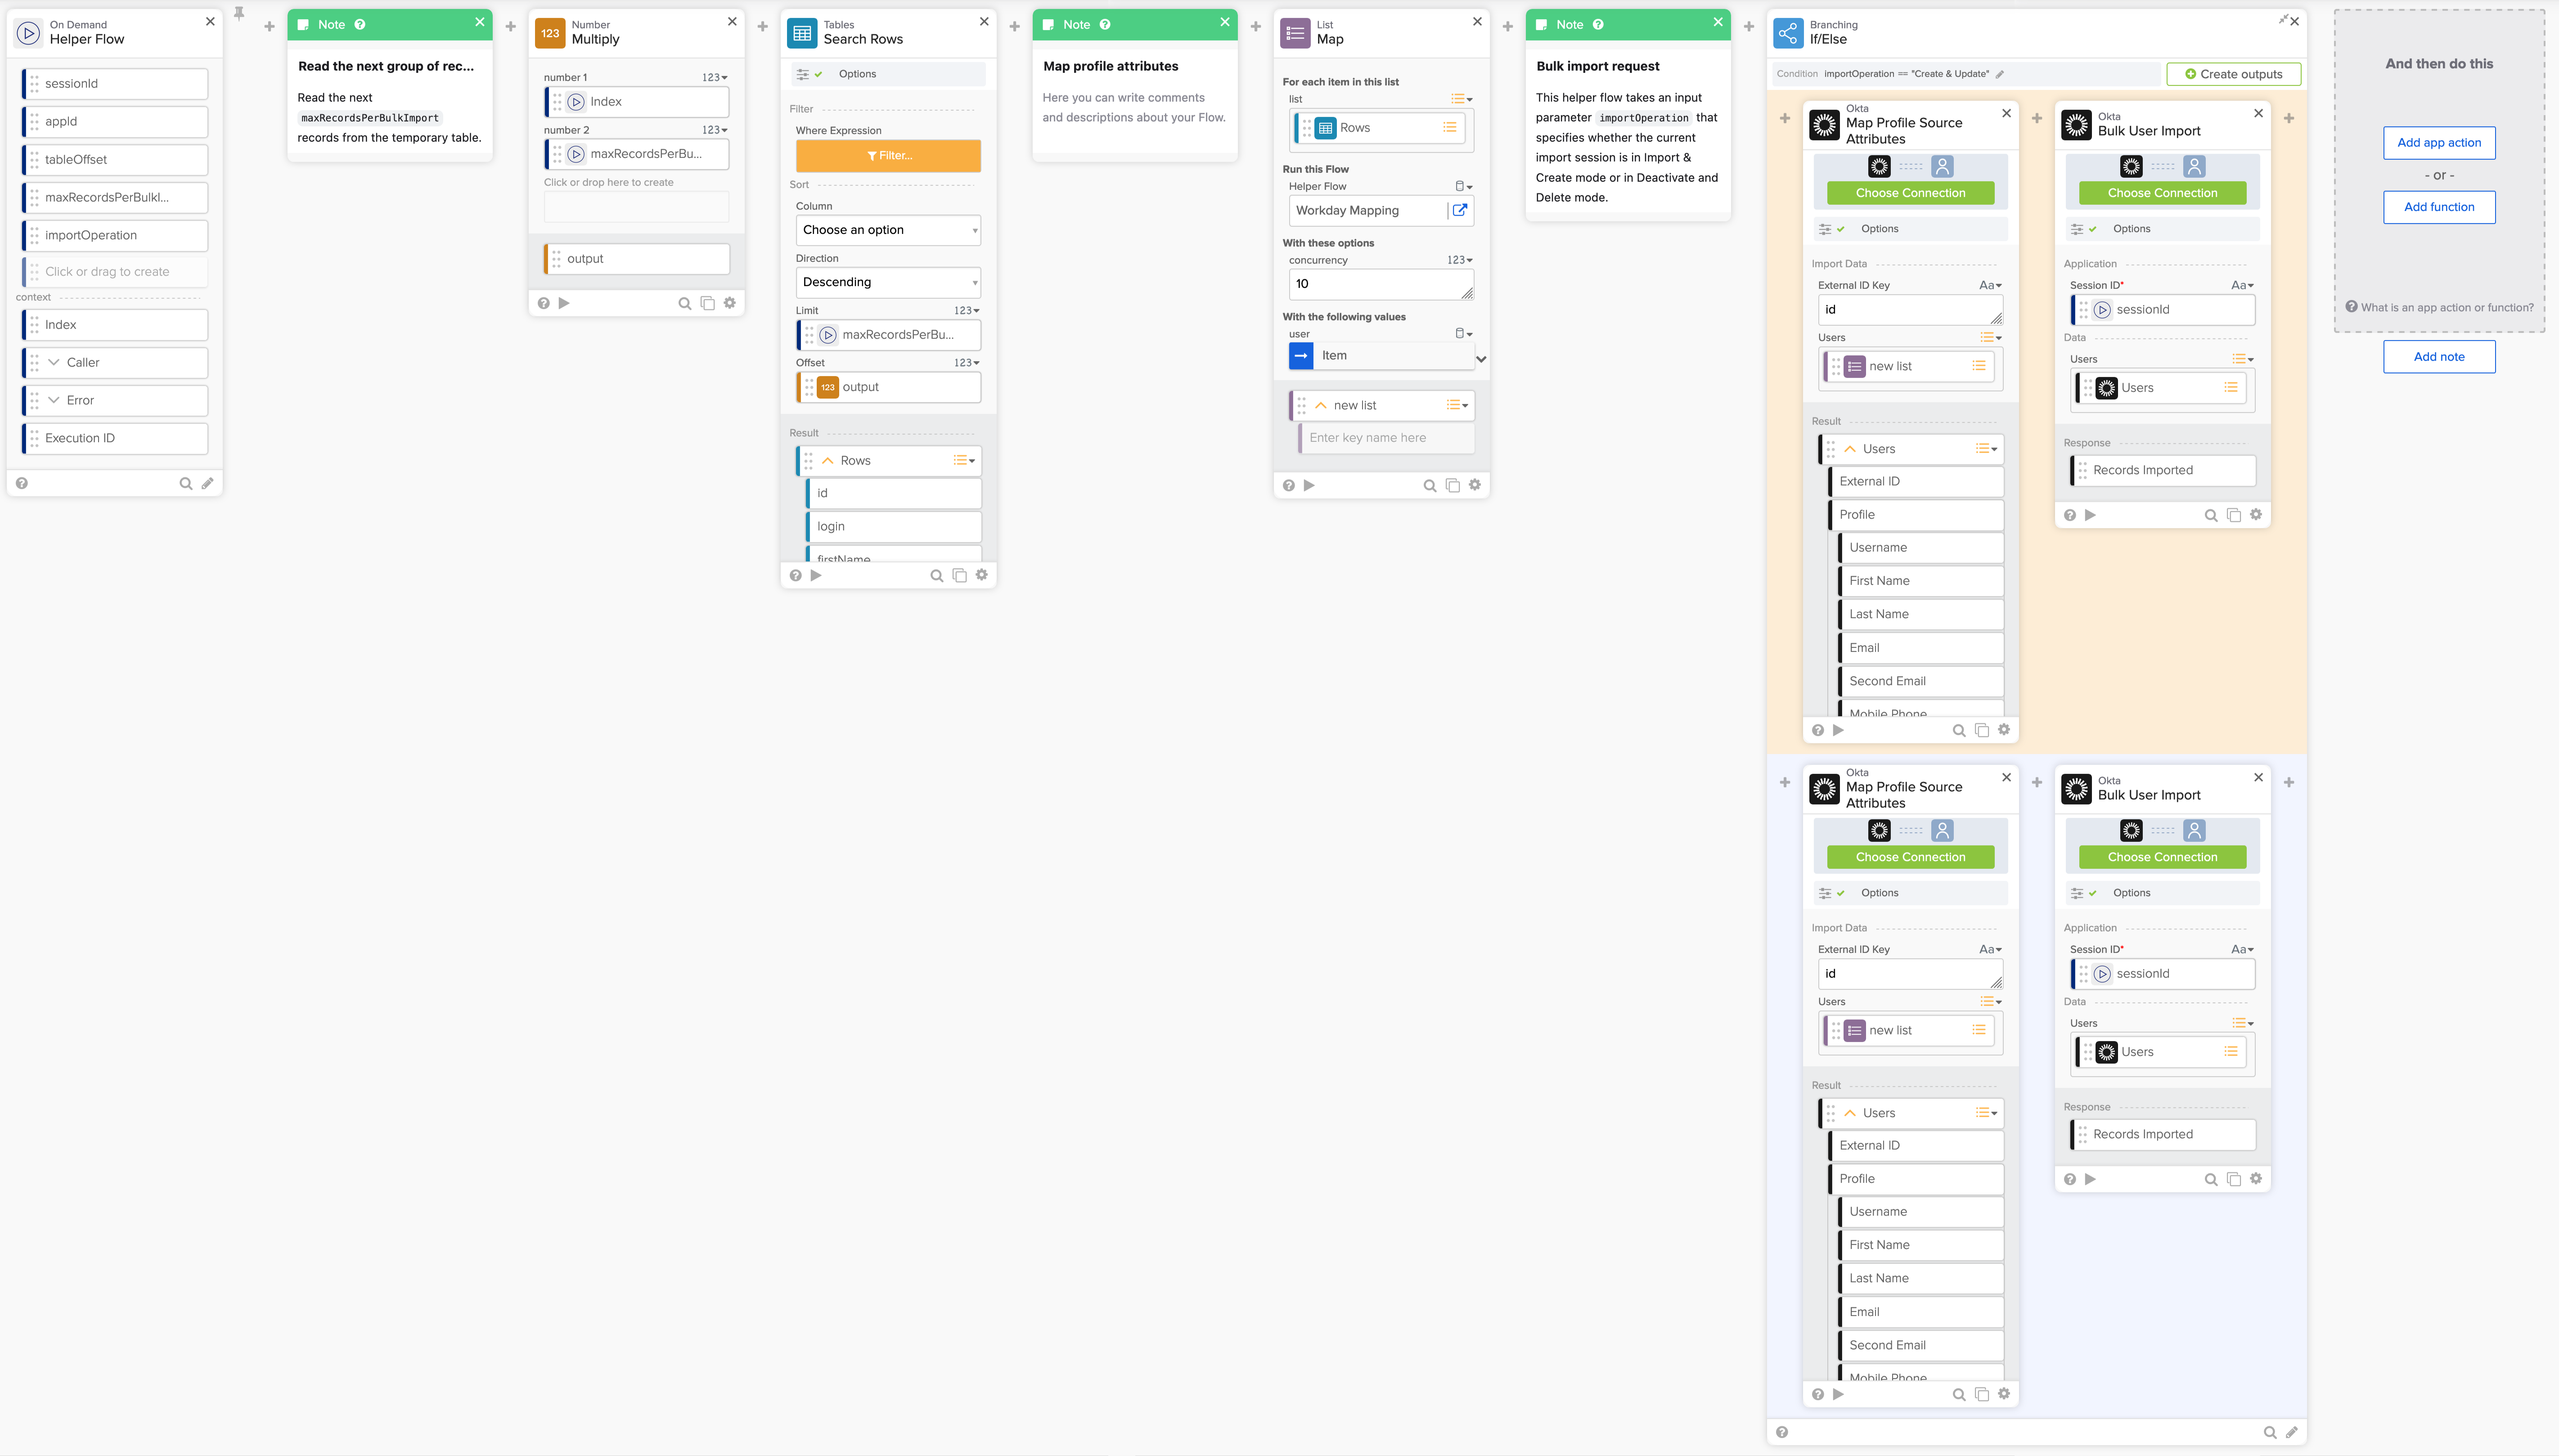 On Demand
Helper Flow
sessionId
appId
tableOffset
maxRecordsPerBulkI...
importOperation
Click or drag to create
context
Index
Caller
Error
Execution ID
Note
Read the next group of rec...
Read the next
maxRecordsPerBulkImport
records from the temporary table.
Number
Multiply
number 1
123
Index
number 2
123
maxRecordsPerBu...
Click or drop here to create
output
Tables
Search Rows
Options
Filter
Where Expression
Filter...
Sort
Column
Choose an option
Direction
Descending
Limit
123
maxRecordsPerBu...
Offset
123
123 output
Result
Rows
id
login
firstName
Note
Map profile attributes
Here you can write comments
and descriptions about your Flow.
List
Map
For each item in this list
list
Rows
Run this Flow
Helper Flow
Workday Mapping
With these options
concurrency
123
10
With the following values
user
Item
new list
Enter key name here
Note
Bulk import request
This helper flow takes an input
parameter importOperation that
specifies whether the current
import session is in Import &
Create mode or in Deactivate and
Delete mode.
Branching
If/Else
Condition importOperation == "Create & Update"
Create outputs
Okta
Map Profile Source
Attributes
Choose Connection
Options
Import Data
External ID Key
Aa
id
Users
new list
Result
Users
External ID
Profile
Username
First Name
Last Name
Email
Second Email
Mobile Phone
Okta
Bulk User Import
Choose Connection
Options
Application
Session ID*
Aa
sessionId
Data
Users
Users
Response
Records Imported
Okta
Map Profile Source
Attributes
Choose Connection
Options
Import Data
External ID Key
Aa
id
Users
new list
Result
Users
External ID
Profile
Username
First Name
Last Name
Email
Second Email
Mobile Phone
Okta
Bulk User Import
Choose Connection
Options
Application
Session ID*
Aa
sessionId
Data
Users
Users
Response
Records Imported
And then do this
Add app action
- or -
Add function
What is an app action or function?
Add note